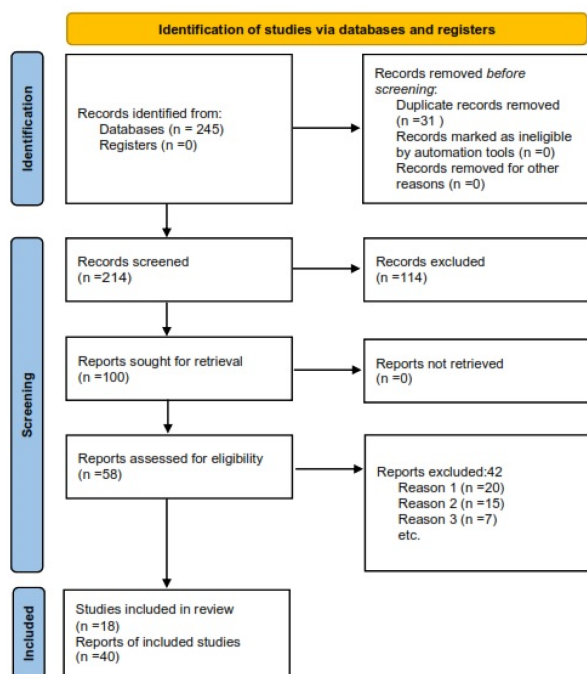 Identification of studies via databases and registers
Identification
Records identified from:
Databases (n = 245)
Registers (n =0)
Records removed before
screening:
Duplicate records removed
(n =31 )
Records marked as ineligible
by automation tools (n =0)
Records removed for other
reasons (n =0)
Screening
Records screened
(n =214)
Records excluded
(n =114)
Reports sought for retrieval
(n =100)
Reports not retrieved
(n =0)
Reports assessed for eligibility
(n =58)
Reports excluded:42
Reason 1 (n =20)
Reason 2 (n =15)
Reason 3 (n =7)
etc.
Included
Studies included in review
(n =18)
Reports of included studies
(n =40)